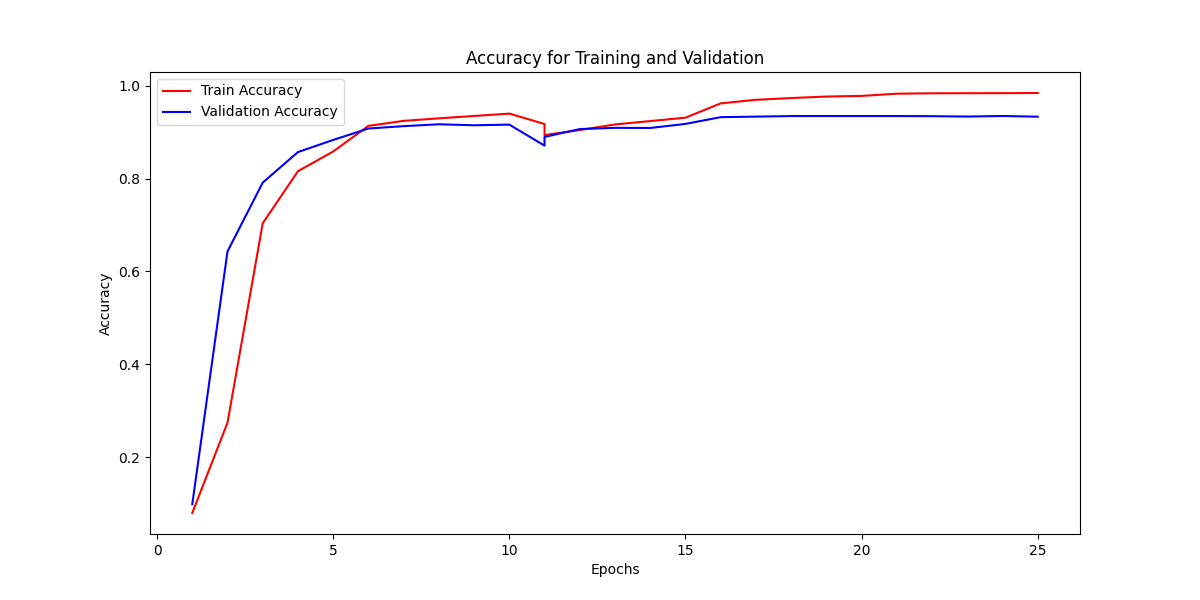 Accuracy for Training and Validation
Train Accuracy
Validation Accuracy
Accuracy
1.0
0.8
0.6
0.4
0.2
0
5
10
15
20
25
Epochs